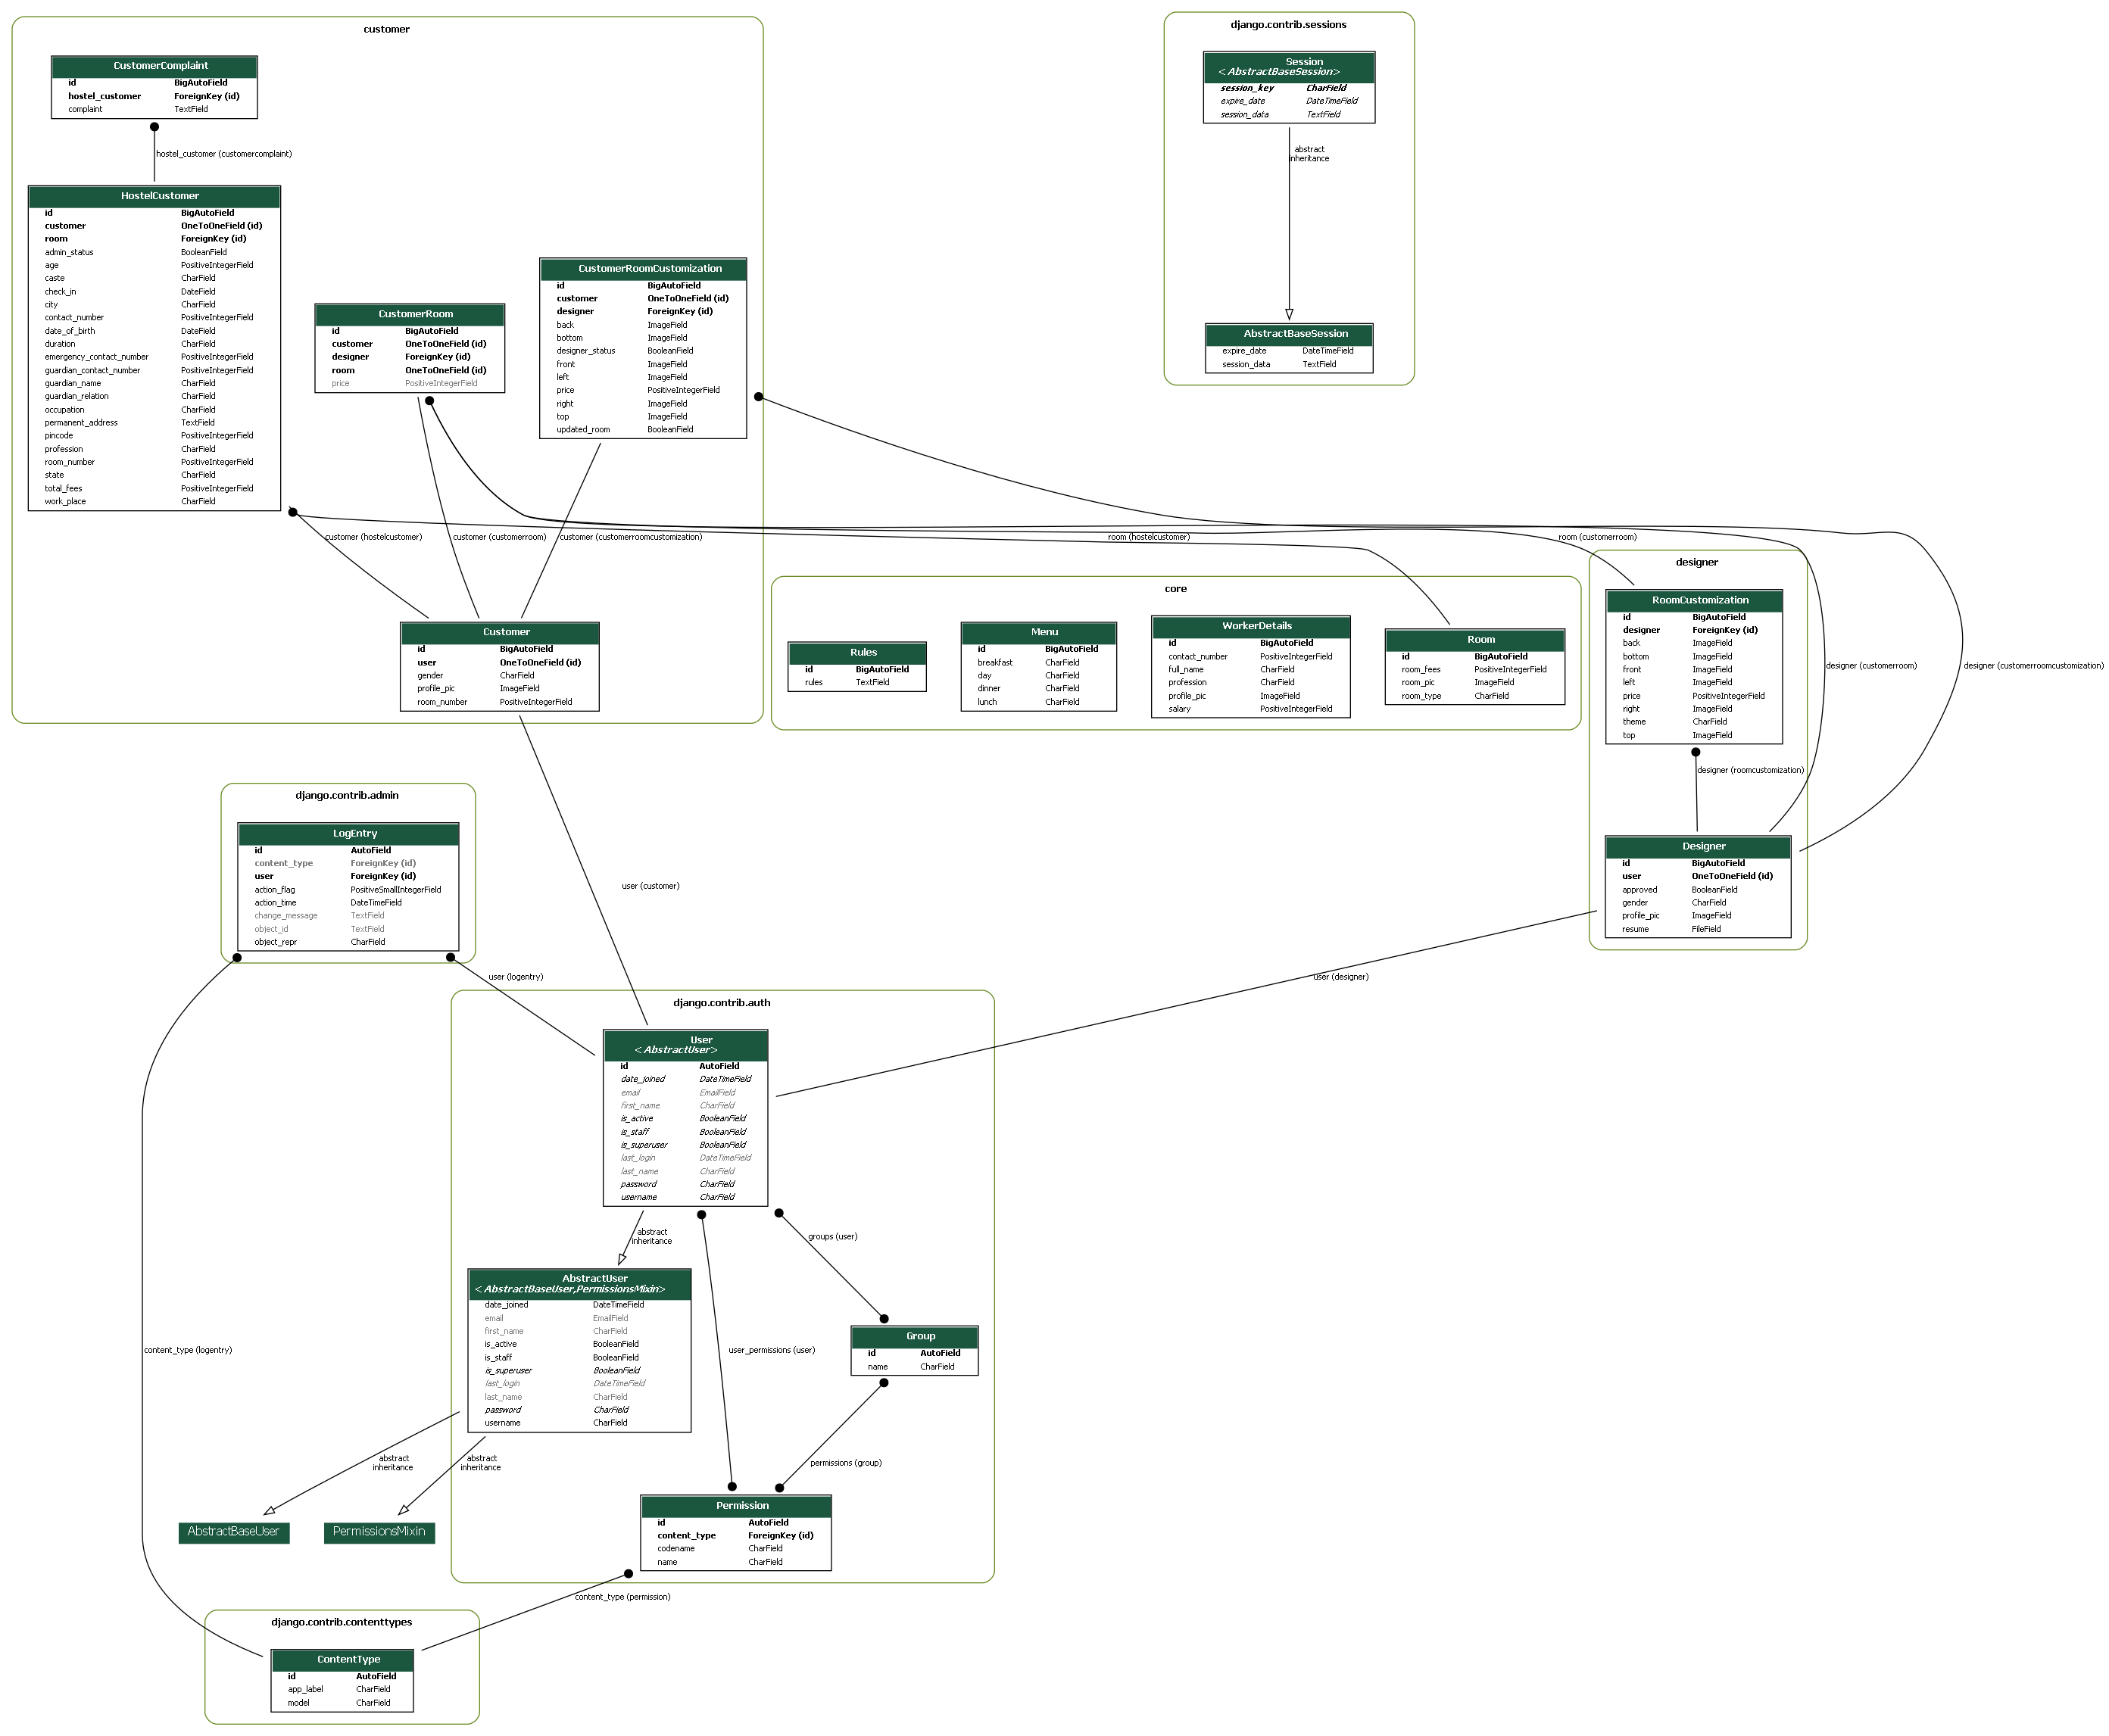 customer
CustomerComplaint
id BigAutoField
hostel_customer ForeignKey (id)
complaint TextField
hostel_customer (customercomplaint)
HostelCustomer
id BigAutoField
customer OneToOneField (id)
room ForeignKey (id)
admin_status BooleanField
age PositiveIntegerField
caste CharField
check_in DateField
city CharField
contact_number PositiveIntegerField
date_of_birth DateField
duration CharField
emergency_contact_number PositiveIntegerField
guardian_contact_number PositiveIntegerField
guardian_name CharField
guardian_relation CharField
occupation CharField
permanent_address TextField
pincode PositiveIntegerField
profession CharField
room_number PositiveIntegerField
state CharField
total_fees PositiveIntegerField
work_place CharField
CustomerRoom
id BigAutoField
customer OneToOneField (id)
designer ForeignKey (id)
room OneToOneField (id)
price PositiveIntegerField
CustomerRoomCustomization
id BigAutoField
customer OneToOneField (id)
designer ForeignKey (id)
back ImageField
bottom ImageField
designer_status BooleanField
front ImageField
left ImageField
price PositiveIntegerField
right ImageField
top ImageField
updated_room BooleanField
customer (hostelcustomer)
customer (customerroom)
customer (customerroomcustomization)
room (hostelcustomer)
room (customerroom)
Customer
id BigAutoField
user OneToOneField (id)
gender CharField
profile_pic ImageField
room_number PositiveIntegerField
django.contrib.sessions
Session
<AbstractBaseSession>
session_key CharField
expire_date DateTimeField
session_data TextField
abstract
inheritance
AbstractBaseSession
expire_date DateTimeField
session_data TextField
core
Rules
id BigAutoField
rules TextField
Menu
id BigAutoField
breakfast CharField
day CharField
dinner CharField
lunch CharField
WorkerDetails
id BigAutoField
contact_number PositiveIntegerField
full_name CharField
profession CharField
profile_pic ImageField
salary PositiveIntegerField
Room
id BigAutoField
room_fees PositiveIntegerField
room_pic ImageField
room_type CharField
designer
RoomCustomization
id BigAutoField
designer ForeignKey (id)
back ImageField
bottom ImageField
front ImageField
left ImageField
price PositiveIntegerField
right ImageField
theme CharField
top ImageField
designer (roomcustomization)
designer (customerroom)
designer (customerroomcustomization)
Designer
id BigAutoField
user OneToOneField (id)
approved BooleanField
gender CharField
profile_pic ImageField
resume FileField
django.contrib.admin
LogEntry
id AutoField
content_type ForeignKey (id)
user ForeignKey (id)
action_flag PositiveSmallIntegerField
action_time DateTimeField
change_message TextField
object_id TextField
object_repr CharField
user (customer)
user (logentry)
user (designer)
django.contrib.auth
User
<AbstractUser>
id AutoField
date_joined DateTimeField
email EmailField
first_name CharField
is_active BooleanField
is_staff BooleanField
is_superuser BooleanField
last_login DateTimeField
last_name CharField
password CharField
username CharField
abstract
inheritance
groups (user)
AbstractUser
<AbstractBaseUser,PermissionsMixin>
date_joined DateTimeField
email EmailField
first_name CharField
is_active BooleanField
is_staff BooleanField
is_superuser BooleanField
last_login DateTimeField
last_name CharField
password CharField
username CharField
content_type (logentry)
user_permissions (user)
Group
id AutoField
name CharField
abstract
inheritance
abstract
inheritance
permissions (group)
AbstractBaseUser
PermissionsMixin
Permission
id AutoField
content_type ForeignKey (id)
codename CharField
name CharField
content_type (permission)
django.contrib.contenttypes
ContentType
id AutoField
app_label CharField
model CharField